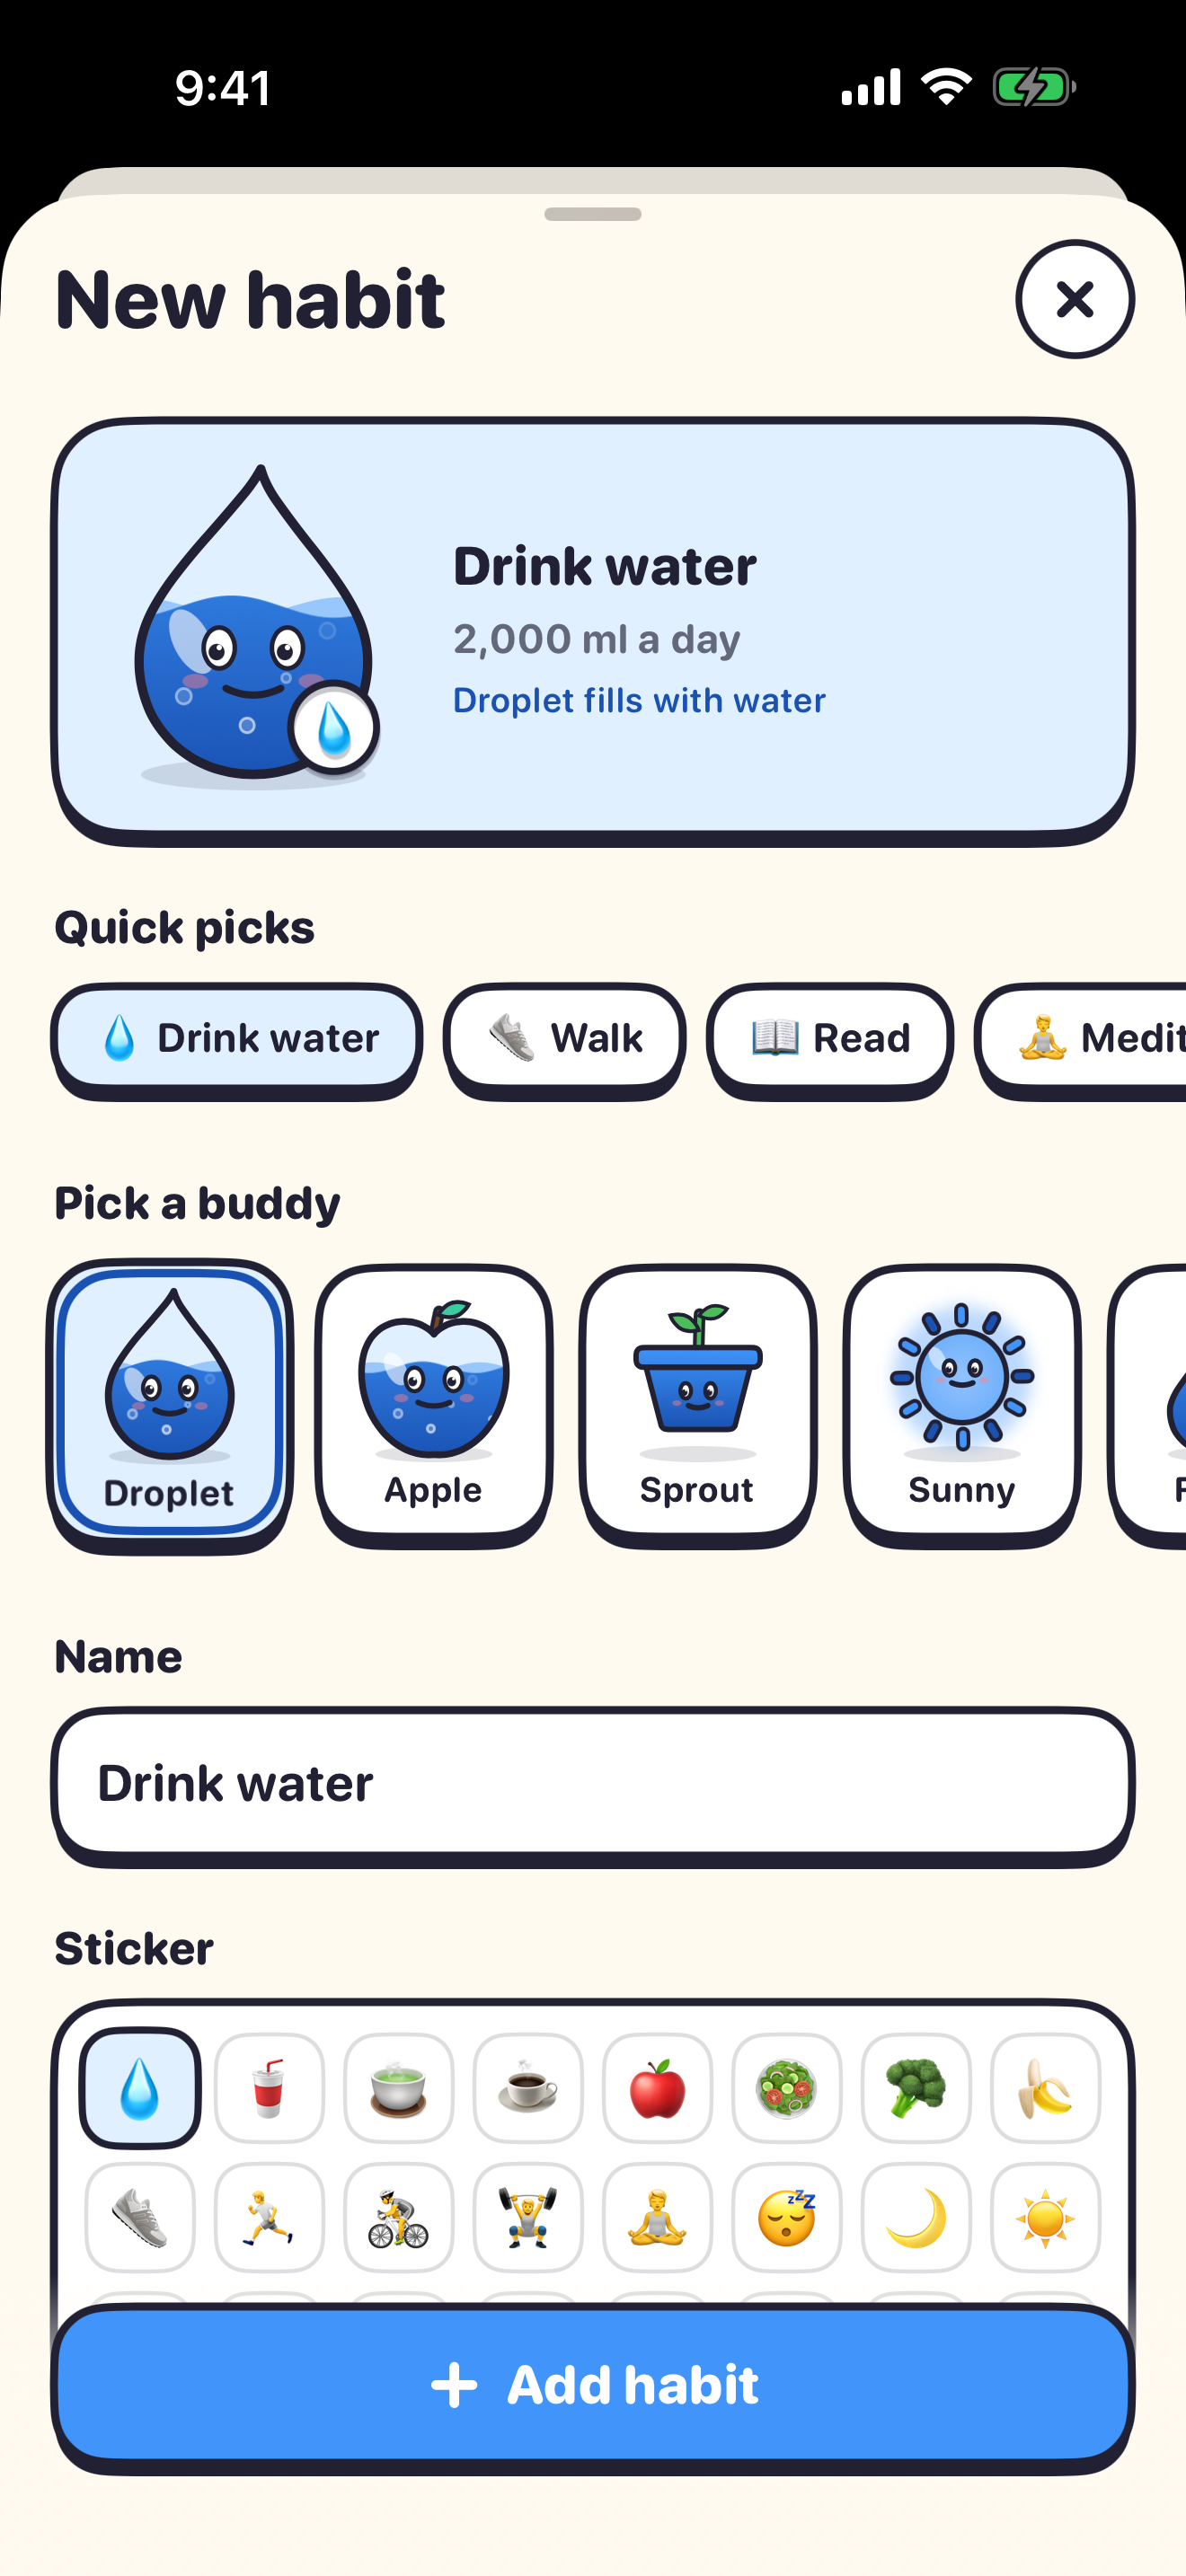 9:41
New habit
Drink water
2,000 ml a day
Droplet fills with water
Quick picks
Drink water
Walk
Read
Medit
Pick a buddy
Droplet
Apple
Sprout
Sunny
Name
Drink water
Sticker
Add habit